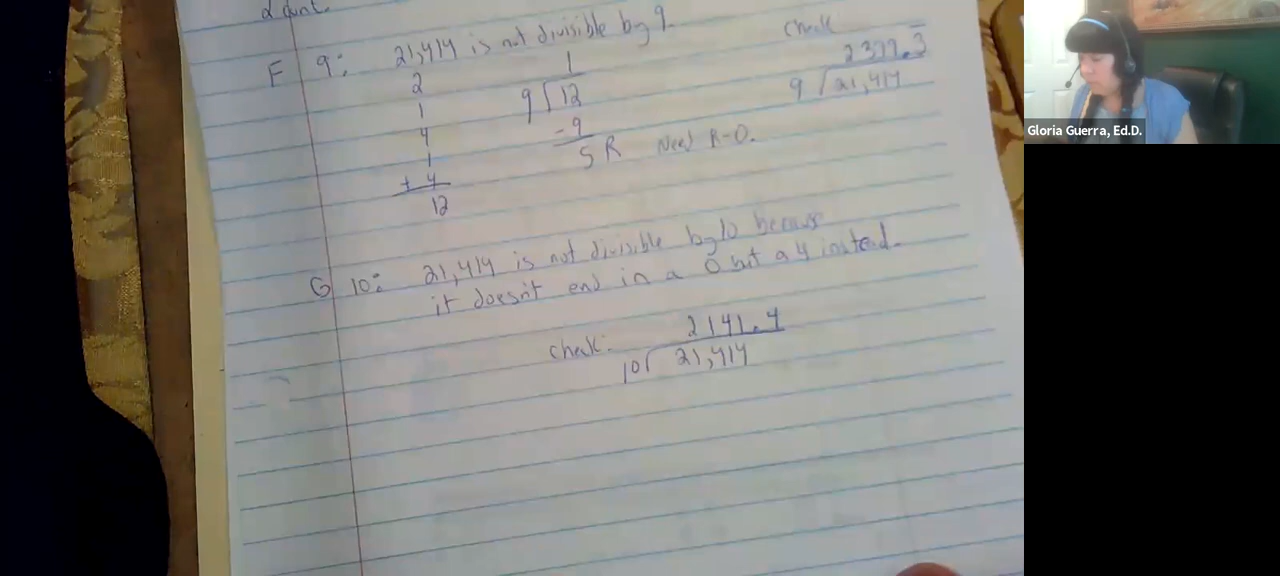 F 9: 21,414 is not divisible by 9.
2
1
4
1
+ 4
12
1
9 12
- 9
5 R Need R-0.
Check
2379.3
9 21,414
G 10: 21,414 is not divisible by 10 because
it doesn't end in a 0 but a 4 instead.
Check: 2141.4
10 21,414
Gloria Guerra, Ed.D.